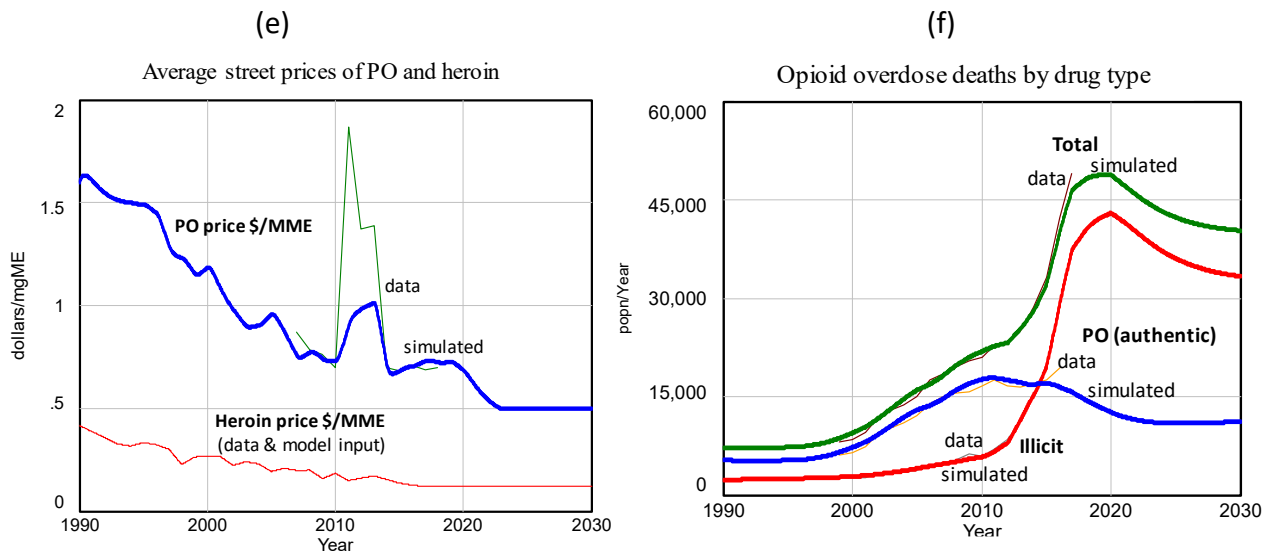 (e)
Average street prices of PO and heroin
dollars/mgME
2
1.5
1
.5
0
PO price $/MME
data
simulated
Heroin price $/MME
(data & model input)
1990 2000 2010 2020 2030
Year
(f)
Opioid overdose deaths by drug type
popn/Year
60,000
45,000
30,000
15,000
0
Total
simulated
data
PO (authentic)
data
simulated
data
Illicit
simulated
1990 2000 2010 2020 2030
Year